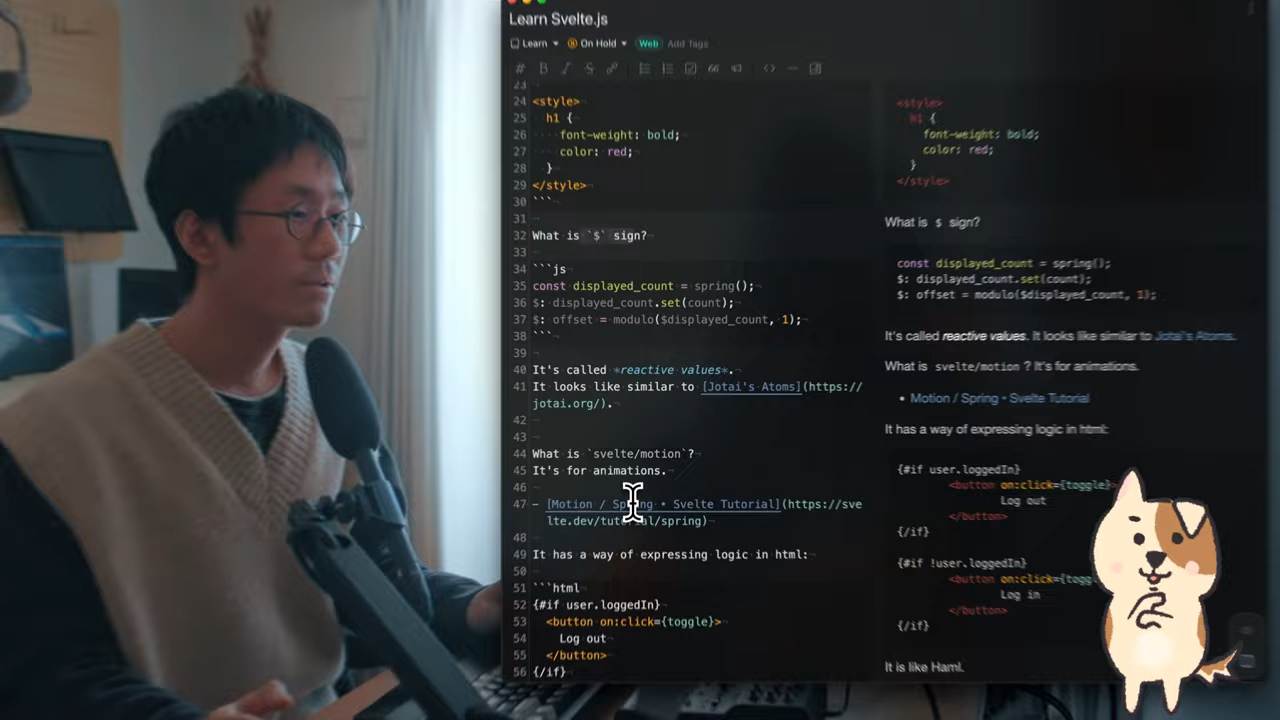 Learn Svelte.js
Learn On Hold Web Add Tags
23
24 <style>
25 h1 {
26 font-weight: bold;
27 color: red;
28 }
29 </style>
30 ```
31
32 What is `$` sign?
33
34 ```js
35 const displayed_count = spring();
36 $: displayed_count.set(count);
37 $: offset = modulo($displayed_count, 1);
38 ```
39
40 It's called *reactive values*.
41 It looks like similar to [Jotai's Atoms](https://
jotai.org/).
42
43
44 What is `svelte/motion`?
45 It's for animations.
46
47 - [Motion / Spring • Svelte Tutorial](https://sve
lte.dev/tutorial/spring)
48
49 It has a way of expressing logic in html:
50
51 ```html
52 {#if user.loggedIn}
53 <button on:click={toggle}>
54 Log out
55 </button>
56 {/if}
<style>
h1 {
font-weight: bold;
color: red;
}
</style>
What is $ sign?
const displayed_count = spring();
$: displayed_count.set(count);
$: offset = modulo($displayed_count, 1);
It's called reactive values. It looks like similar to Jotai's Atoms.
What is svelte/motion ? It's for animations.
• Motion / Spring • Svelte Tutorial
It has a way of expressing logic in html:
{#if user.loggedIn}
<button on:click={toggle}>
Log out
</button>
{/if}
{#if !user.loggedIn}
<button on:click={togg
Log in
</button>
{/if}
It is like Haml.